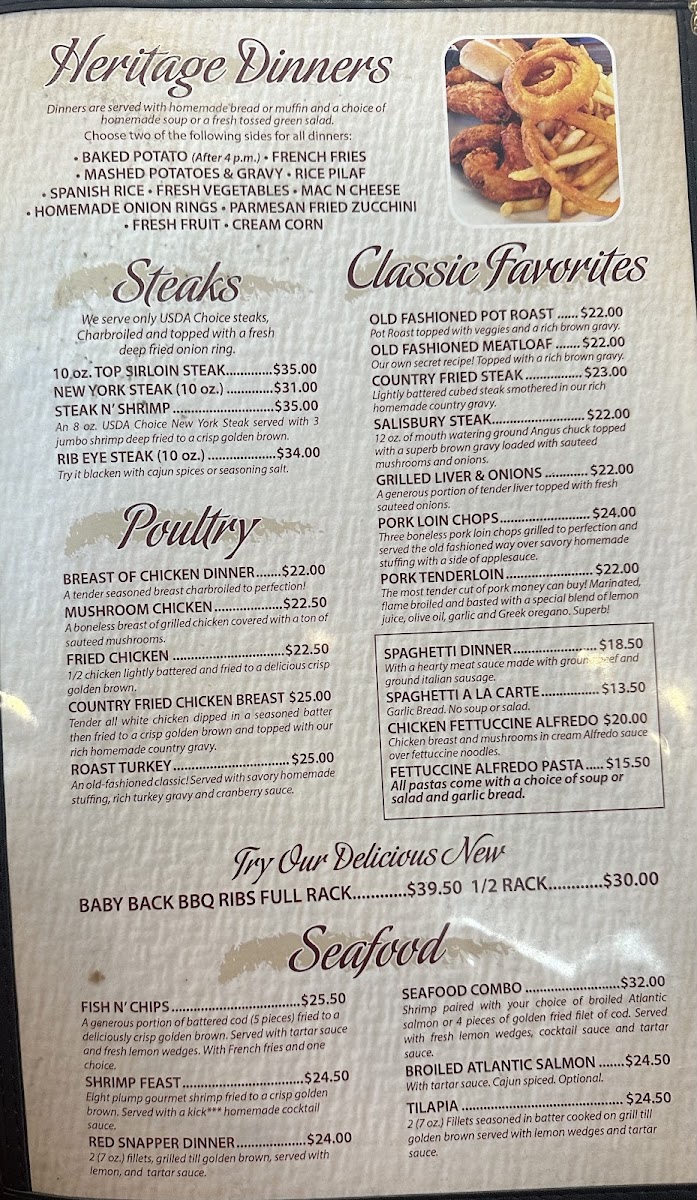 Heritage Dinners
Dinners are served with homemade bread or muffin and a choice of
homemade soup or a fresh tossed green salad.
Choose two of the following sides for all dinners:
• BAKED POTATO (After 4 p.m.) • FRENCH FRIES
• MASHED POTATOES & GRAVY • RICE PILAF
• SPANISH RICE • FRESH VEGETABLES • MAC N CHEESE
• HOMEMADE ONION RINGS • PARMESAN FRIED ZUCCHINI
• FRESH FRUIT • CREAM CORN
Steaks
We serve only USDA Choice steaks,
Charbroiled and topped with a fresh
deep fried onion ring.
10 oz. TOP SIRLOIN STEAK............$35.00
NEW YORK STEAK (10 oz.) ............$31.00
STEAK N' SHRIMP...........................$35.00
An 8 oz. USDA Choice New York Steak served with 3
jumbo shrimp deep fried to a crisp golden brown.
RIB EYE STEAK (10 oz.) ..................$34.00
Try it blacken with cajun spices or seasoning salt.
Poultry
BREAST OF CHICKEN DINNER.......$22.00
A tender seasoned breast charbroiled to perfection!
MUSHROOM CHICKEN...................$22.50
A boneless breast of grilled chicken covered with a ton of
sauteed mushrooms.
FRIED CHICKEN ..............................$22.50
1/2 chicken lightly battered and fried to a delicious crisp
golden brown.
COUNTRY FRIED CHICKEN BREAST $25.00
Tender all white chicken dipped in a seasoned batter
then fried to a crisp golden brown and topped with our
rich homemade country gravy.
ROAST TURKEY...............................$25.00
An old-fashioned classic! Served with savory homemade
stuffing, rich turkey gravy and cranberry sauce.
Classic Favorites
OLD FASHIONED POT ROAST ......$22.00
Pot Roast topped with veggies and a rich brown gravy.
OLD FASHIONED MEATLOAF .......$22.00
Our own secret recipe! Topped with a rich brown gravy.
COUNTRY FRIED STEAK ...............$23.00
Lightly battered cubed steak smothered in our rich
homemade country gravy.
SALISBURY STEAK.........................$22.00
12 oz. of mouth watering ground Angus chuck topped
with a superb brown gravy loaded with sauteed
mushrooms and onions.
GRILLED LIVER & ONIONS ............$22.00
A generous portion of tender liver topped with fresh
sauteed onions.
PORK LOIN CHOPS........................$24.00
Three boneless pork loin chops grilled to perfection and
served the old fashioned way over savory homemade
stuffing with a side of applesauce.
PORK TENDERLOIN .......................$22.00
The most tender cut of pork money can buy! Marinated,
flame broiled and basted with a special blend of lemon
juice, olive oil, garlic and Greek oregano. Superb!
SPAGHETTI DINNER.......................$18.50
With a hearty meat sauce made with ground beef and
ground italian sausage.
SPAGHETTI A LA CARTE...............$13.50
Garlic Bread. No soup or salad.
CHICKEN FETTUCCINE ALFREDO $20.00
Chicken breast and mushrooms in cream Alfredo sauce
over fettuccine noodles.
FETTUCCINE ALFREDO PASTA.....$15.50
All pastas come with a choice of soup or
salad and garlic bread.
Try Our Delicious New
BABY BACK BBQ RIBS FULL RACK............$39.50 1/2 RACK............$30.00
Seafood
FISH N' CHIPS...................................$25.50
A generous portion of battered cod (5 pieces) fried to a
deliciously crisp golden brown. Served with tartar sauce
and fresh lemon wedges. With French fries and one
choice.
SHRIMP FEAST.................................$24.50
Eight plump gourmet shrimp fried to a crisp golden
brown. Served with a kick*** homemade cocktail
sauce.
RED SNAPPER DINNER...................$24.00
2 (7 oz.) fillets, grilled till golden brown, served with
lemon, and tartar sauce.
SEAFOOD COMBO .........................$32.00
Shrimp paired with your choice of broiled Atlantic
salmon or 4 pieces of golden fried filet of cod. Served
with fresh lemon wedges, cocktail sauce and tartar
sauce.
BROILED ATLANTIC SALMON .......$24.50
With tartar sauce. Cajun spiced. Optional.
TILAPIA ...........................................$24.50
2 (7 oz.) Fillets seasoned in batter cooked on grill till
golden brown served with lemon wedges and tartar
sauce.